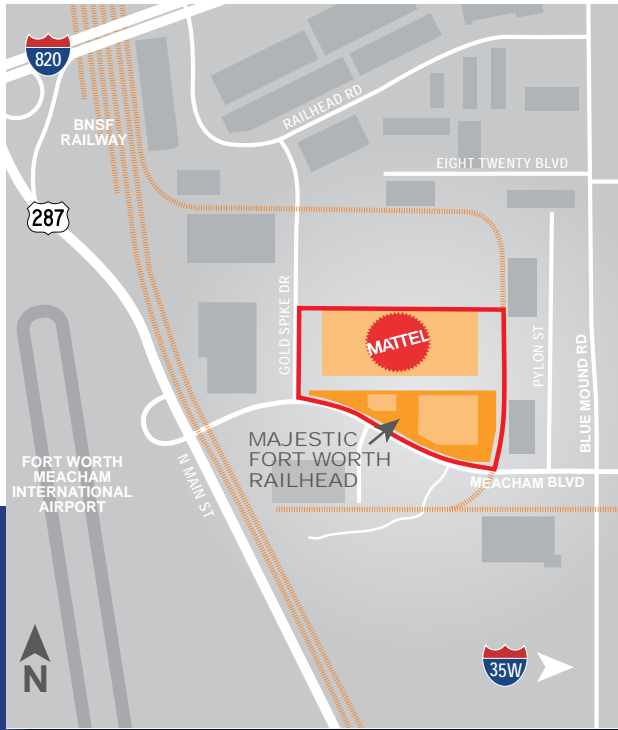 820
BNSF
RAILWAY
RAILHEAD RD
EIGHT TWENTY BLVD
287
GOLD SPIKE DR
MATTEL
PYLON ST
BLUE MOUND RD
MAJESTIC
FORT WORTH
RAILHEAD
N MAIN ST
FORT WORTH
MEACHAM
INTERNATIONAL
AIRPORT
MEACHAM BLVD
N
35W